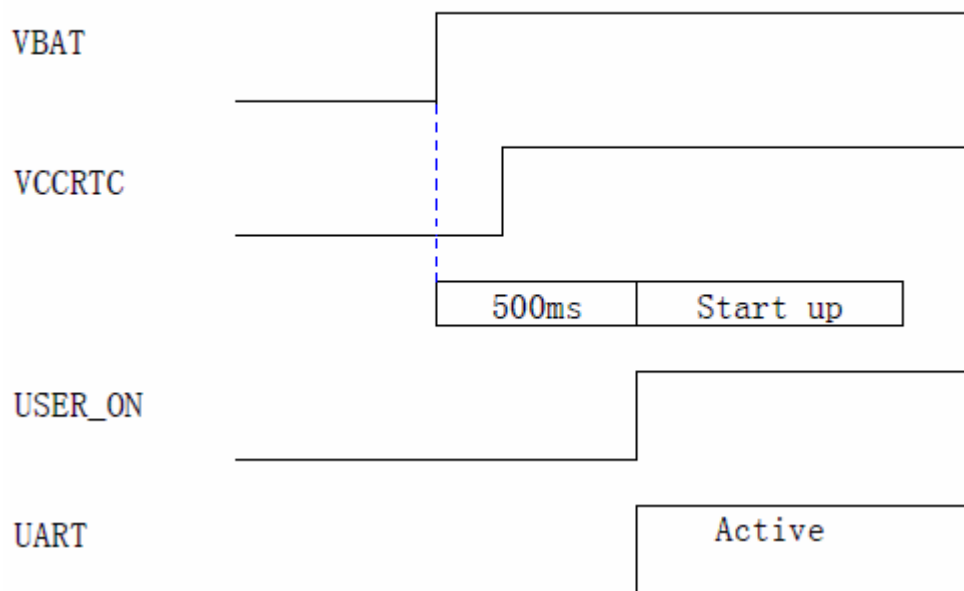 VBAT
VCCRTC
500ms
Start up
USER_ON
UART
Active